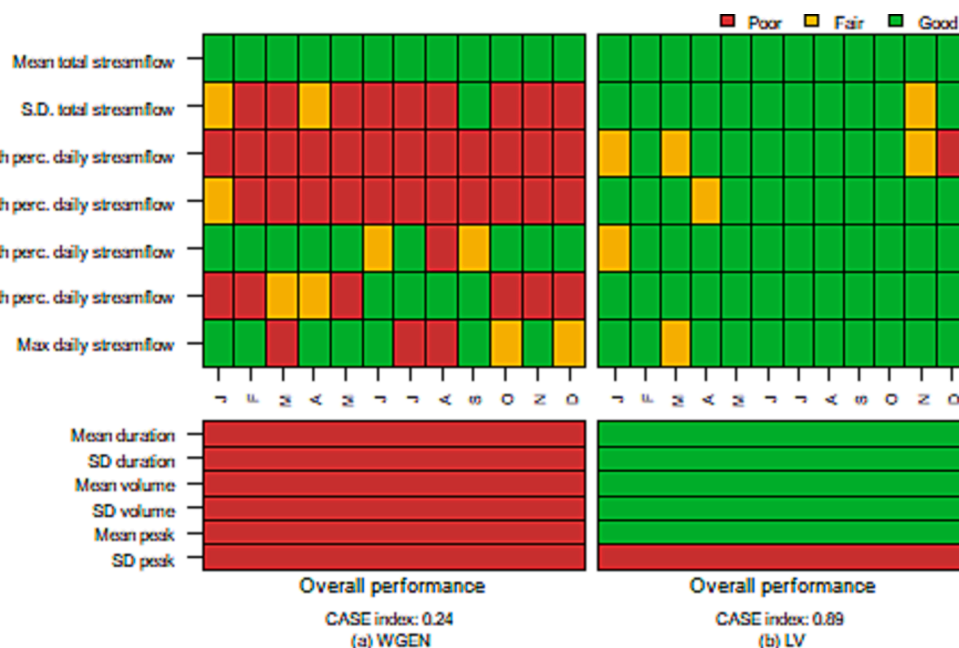 Poor Fair Good
Mean total streamflow
S.D. total streamflow
h perc. daily streamflow
h perc. daily streamflow
h perc. daily streamflow
h perc. daily streamflow
Max daily streamflow
J F M A M J J A S O N D
J F M A M J J A S O N D
Mean duration
SD duration
Mean volume
SD volume
Mean peak
SD peak
Overall performance
Overall performance
CASE index: 0.24
CASE index: 0.89
(a) WGEN
(b) LV